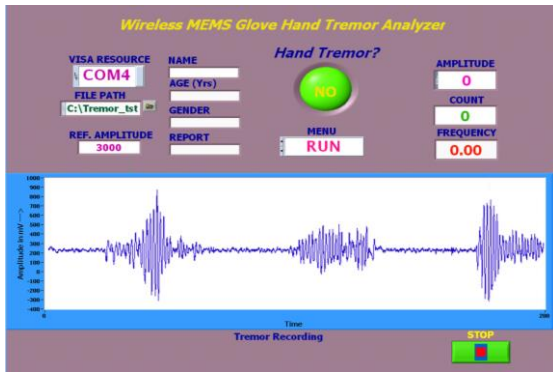 Wireless MEMS Glove Hand Tremor Analyzer
VISA RESOURCE
COM4
FILE PATH
C:\Tremor_tst
REF. AMPLITUDE
3000
NAME
AGE (Yrs)
GENDER
REPORT
Hand Tremor?
NO
MENU
RUN
AMPLITUDE
0
COUNT
0
FREQUENCY
0.00
Amplitude in mV --->
1000
900
800
700
600
500
400
300
200
100
0
-100
-200
-300
-400
0
200
Time
Tremor Recording
STOP